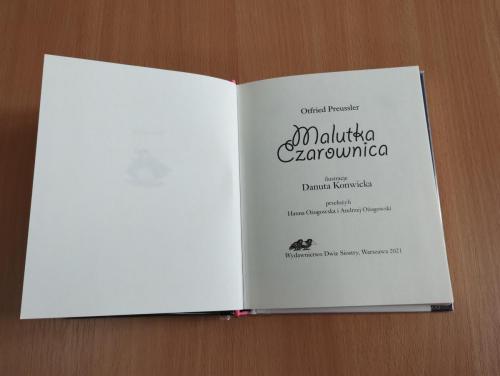 Otfried Preussler
Malutka
Czarownica
ilustracje
Danuta Konwicka
przełożyli
Hanna Ożogowska i Andrzej Ożogowski
Wydawnictwo Dwie Siostry, Warszawa 2021